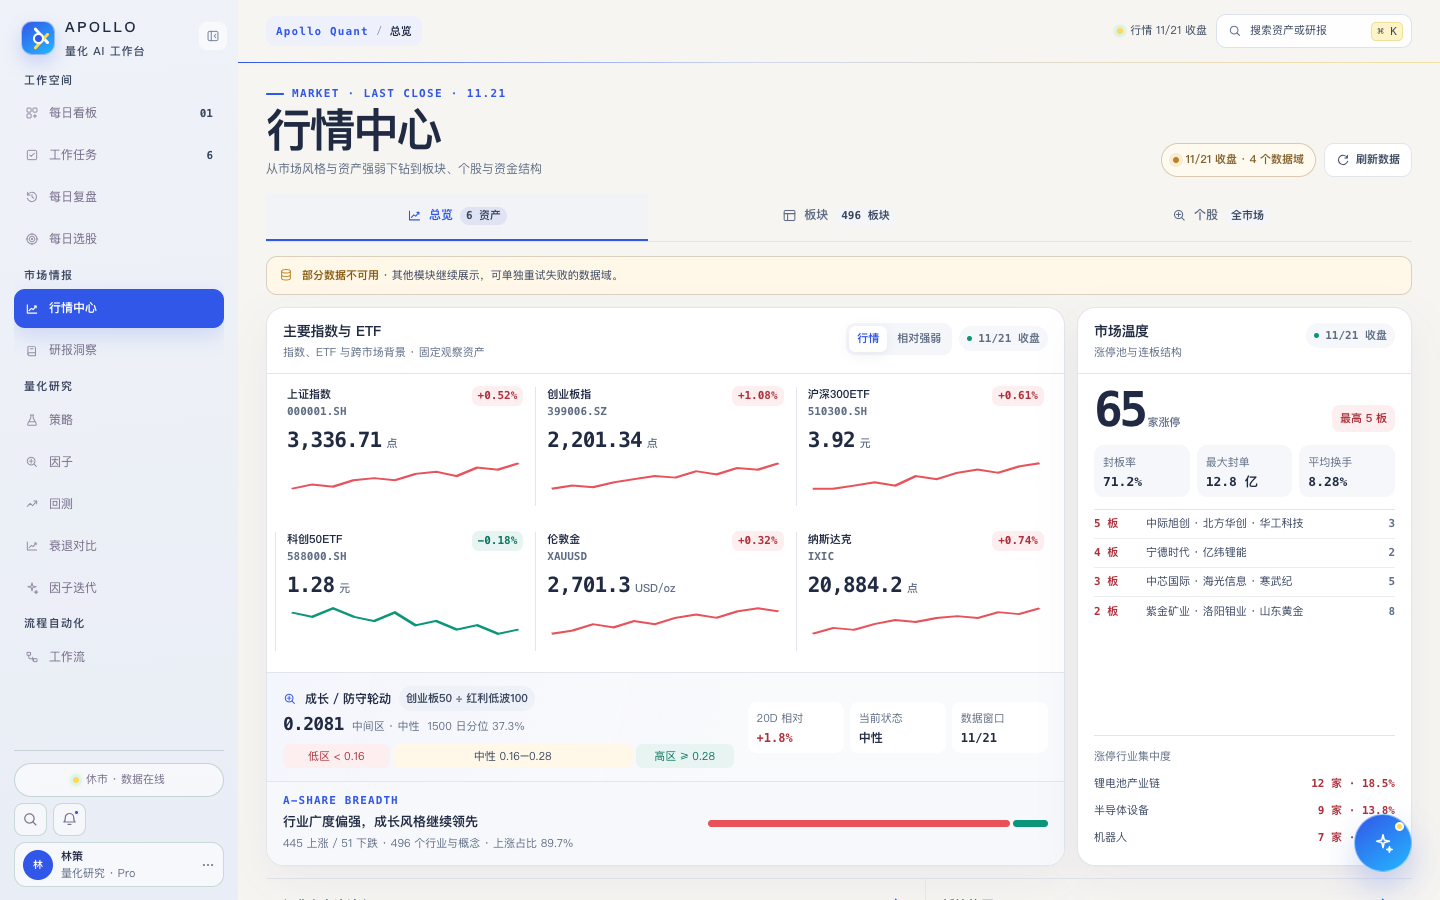 APOLLO
量化 AI 工作台
工作空间
每日看板 01
工作任务 6
每日复盘
每日选股
市场情报
行情中心
研报洞察
量化研究
策略
因子
回测
衰退对比
因子迭代
流程自动化
工作流
休市 · 数据在线
林
林策
量化研究 · Pro
Apollo Quant / 总览
行情 11/21 收盘
搜索资产或研报 ⌘ K
MARKET · LAST CLOSE · 11.21
行情中心
从市场风格与资产强弱下钻到板块、个股与资金结构
11/21 收盘 · 4 个数据域
刷新数据
总览 6 资产
板块 496 板块
个股 全市场
部分数据不可用 · 其他模块继续展示，可单独重试失败的数据域。
主要指数与 ETF
指数、ETF 与跨市场背景 · 固定观察资产
行情 相对强弱 11/21 收盘
上证指数 +0.52%
000001.SH
3,336.71 点
创业板指 +1.08%
399006.SZ
2,201.34 点
沪深300ETF +0.61%
510300.SH
3.92 元
科创50ETF −0.18%
588000.SH
1.28 元
伦敦金 +0.32%
XAUUSD
2,701.3 USD/oz
纳斯达克 +0.74%
IXIC
20,884.2 点
成长 / 防守轮动 创业板50 ÷ 红利低波100
0.2081 中间区 · 中性 1500 日分位 37.3%
低区 < 0.16 中性 0.16—0.28 高区 ≥ 0.28
20D 相对
+1.8%
当前状态
中性
数据窗口
11/21
A—SHARE BREADTH
行业广度偏强，成长风格继续领先
445 上涨 / 51 下跌 · 496 个行业与概念 · 上涨占比 89.7%
市场温度
涨停池与连板结构
11/21 收盘
65 家涨停
最高 5 板
封板率
71.2%
最大封单
12.8 亿
平均换手
8.28%
5 板 中际旭创 · 北方华创 · 华工科技 3
4 板 宁德时代 · 亿纬锂能 2
3 板 中芯国际 · 海光信息 · 寒武纪 5
2 板 紫金矿业 · 洛阳钼业 · 山东黄金 8
涨停行业集中度
锂电池产业链 12 家 · 18.5%
半导体设备 9 家 · 13.8%
机器人 7 家 ·